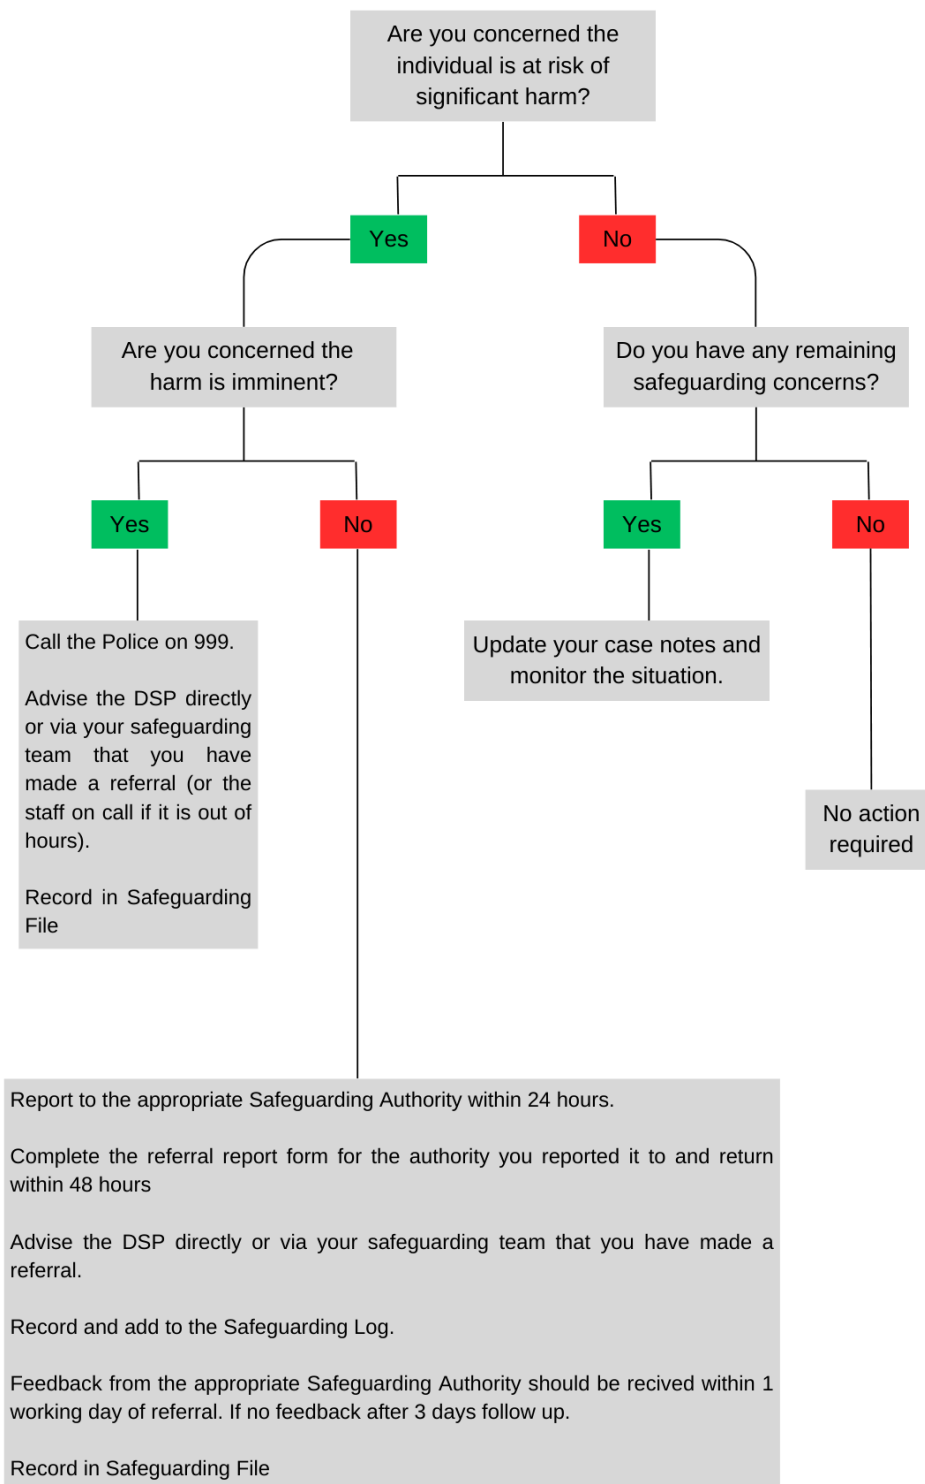 Are you concerned the
individual is at risk of
significant harm?
Yes
No
Are you concerned the
harm is imminent?
Do you have any remaining
safeguarding concerns?
Yes
No
Yes
No
Call the Police on 999.
Advise the DSP directly
or via your safeguarding
team that you have
made a referral (or the
staff on call if it is out of
hours).
Record in Safeguarding
File
Update your case notes and
monitor the situation.
No action
required
Report to the appropriate Safeguarding Authority within 24 hours.
Complete the referral report form for the authority you reported it to and return
within 48 hours
Advise the DSP directly or via your safeguarding team that you have made a
referral.
Record and add to the Safeguarding Log.
Feedback from the appropriate Safeguarding Authority should be recived within 1
working day of referral. If no feedback after 3 days follow up.
Record in Safeguarding File